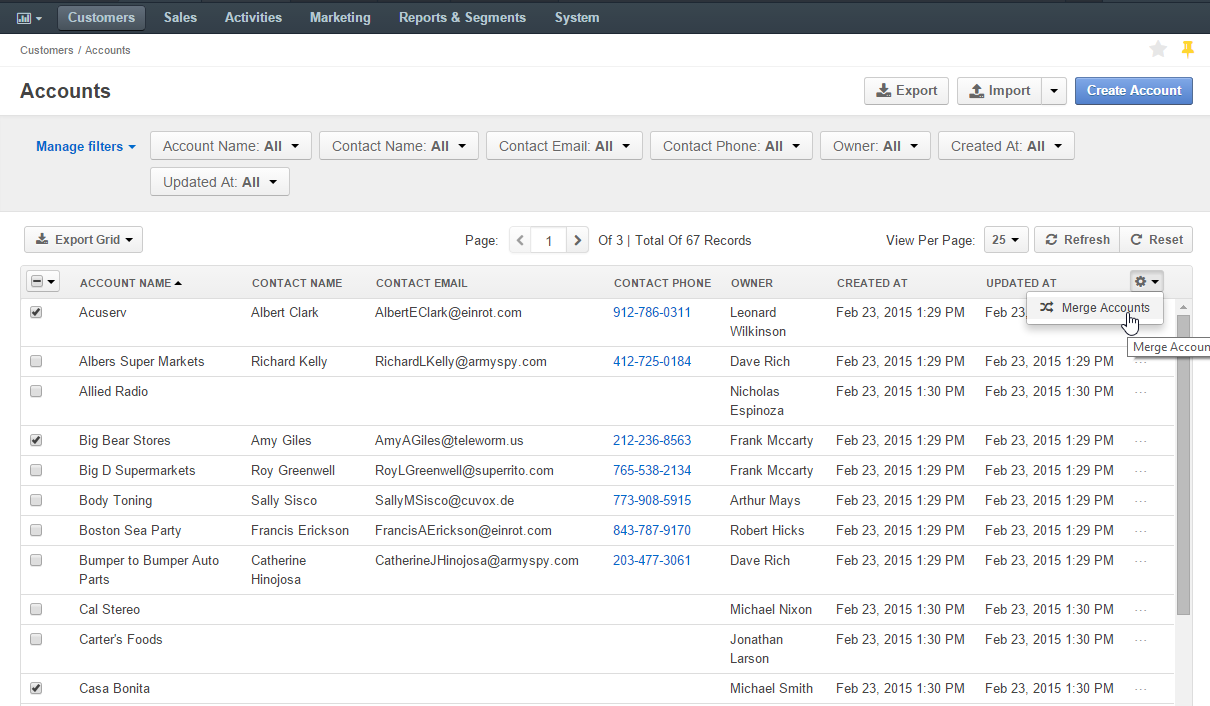 Customers Sales Activities Marketing Reports & Segments System
Customers / Accounts
Accounts
Export Import Create Account
Manage filters Account Name: All Contact Name: All Contact Email: All Contact Phone: All Owner: All Created At: All
Updated At: All
Export Grid Page: 1 Of 3 | Total Of 67 Records View Per Page: 25 Refresh Reset
ACCOUNT NAME CONTACT NAME CONTACT EMAIL CONTACT PHONE OWNER CREATED AT UPDATED AT
Merge Accounts
Acuserv Albert Clark AlbertEClark@einrot.com 912-786-0311 Leonard Feb 23, 2015 1:29 PM Feb 23,
Wilkinson
Merge Accoun
Albers Super Markets Richard Kelly RichardLKelly@armyspy.com 412-725-0184 Dave Rich Feb 23, 2015 1:29 PM Feb 23, 2015 1:29 PM ...
Allied Radio Nicholas Feb 23, 2015 1:30 PM Feb 23, 2015 1:30 PM ...
Espinoza
Big Bear Stores Amy Giles AmyAGiles@teleworm.us 212-236-8563 Frank Mccarty Feb 23, 2015 1:29 PM Feb 23, 2015 1:29 PM ...
Big D Supermarkets Roy Greenwell RoyLGreenwell@superrito.com 765-538-2134 Frank Mccarty Feb 23, 2015 1:29 PM Feb 23, 2015 1:29 PM ...
Body Toning Sally Sisco SallyMSisco@cuvox.de 773-908-5915 Arthur Mays Feb 23, 2015 1:29 PM Feb 23, 2015 1:29 PM ...
Boston Sea Party Francis Erickson FrancisAErickson@einrot.com 843-787-9170 Robert Hicks Feb 23, 2015 1:29 PM Feb 23, 2015 1:29 PM ...
Bumper to Bumper Auto Catherine CatherineJHinojosa@armyspy.com 203-477-3061 Dave Rich Feb 23, 2015 1:29 PM Feb 23, 2015 1:29 PM ...
Parts Hinojosa
Cal Stereo Michael Nixon Feb 23, 2015 1:30 PM Feb 23, 2015 1:30 PM ...
Carter's Foods Jonathan Feb 23, 2015 1:30 PM Feb 23, 2015 1:30 PM ...
Larson
Casa Bonita Michael Smith Feb 23, 2015 1:30 PM Feb 23, 2015 1:30 PM ...